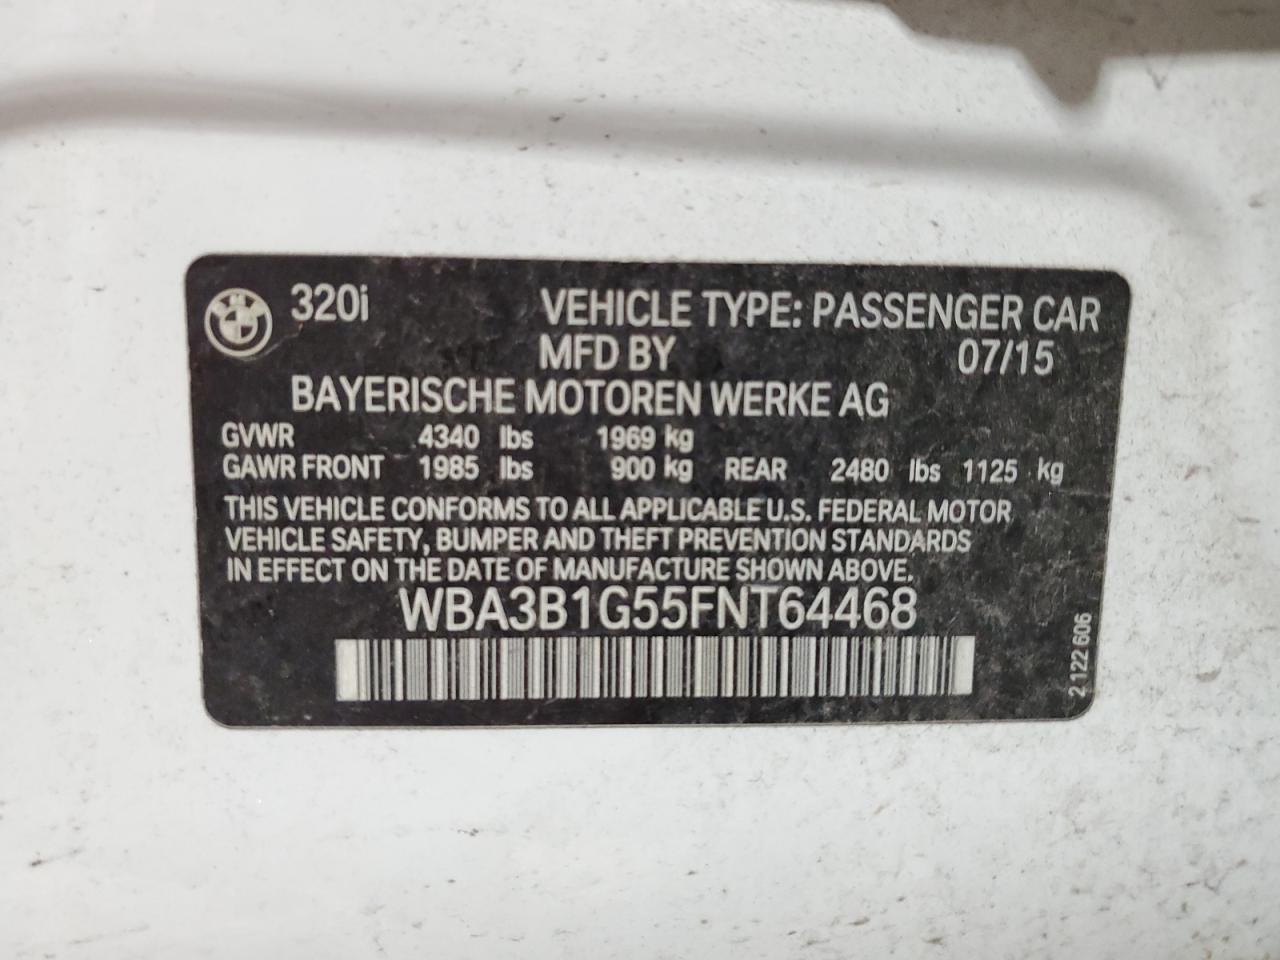 320i VEHICLE TYPE: PASSENGER CAR
MFD BY 07/15
BAYERISCHE MOTOREN WERKE AG
GVWR 4340 lbs 1969 kg
GAWR FRONT 1985 lbs 900 kg REAR 2480 lbs 1125 kg
THIS VEHICLE CONFORMS TO ALL APPLICABLE U.S. FEDERAL MOTOR
VEHICLE SAFETY, BUMPER AND THEFT PREVENTION STANDARDS
IN EFFECT ON THE DATE OF MANUFACTURE SHOWN ABOVE.
WBA3B1G55FNT64468
2 122 606